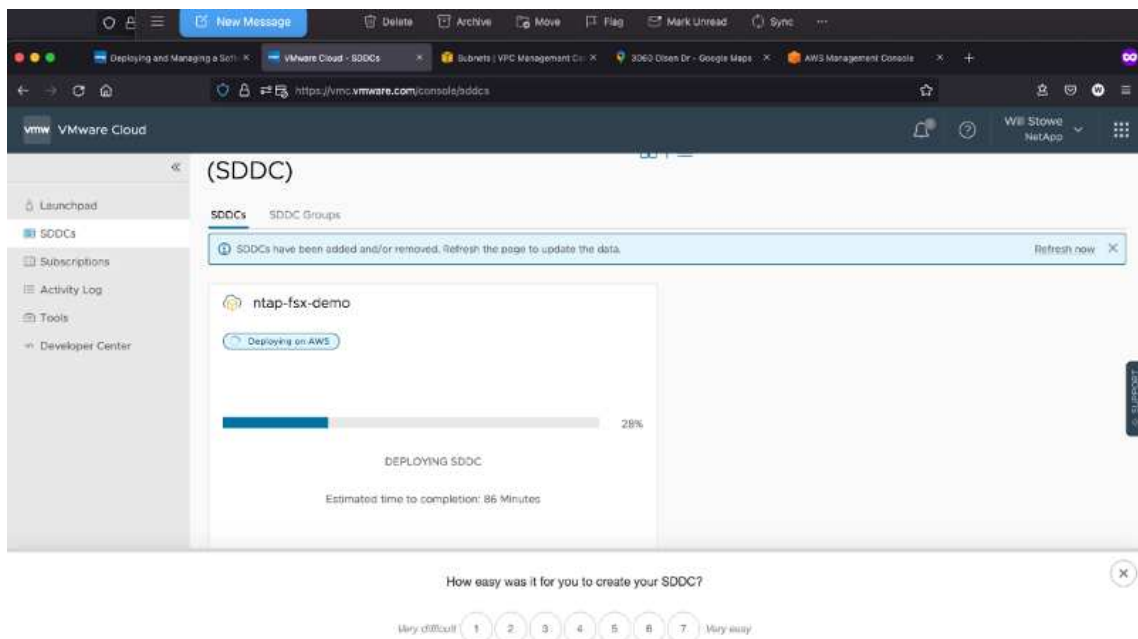 New Message Delete Archive Move Flag Mark Unread Sync ...
Deploying and Managing a Soft VMware Cloud - SDDCs Subnets | VPC Management Co 3060 Olsen Dr - Google Maps AWS Management Console
https://vmc.vmware.com/console/sddcs
vmw VMware Cloud
Will Stowe
NetApp
(SDDC)
Launchpad
SDDCs
Subscriptions
Activity Log
Tools
Developer Center
SDDCs SDDC Groups
SDDCs have been added and/or removed. Refresh the page to update the data. Refresh now
ntap-fsx-demo
Deploying on AWS
28%
DEPLOYING SDDC
Estimated time to completion: 86 Minutes
SUPPORT
How easy was it for you to create your SDDC?
Very difficult 1 2 3 4 5 6 7 Very easy